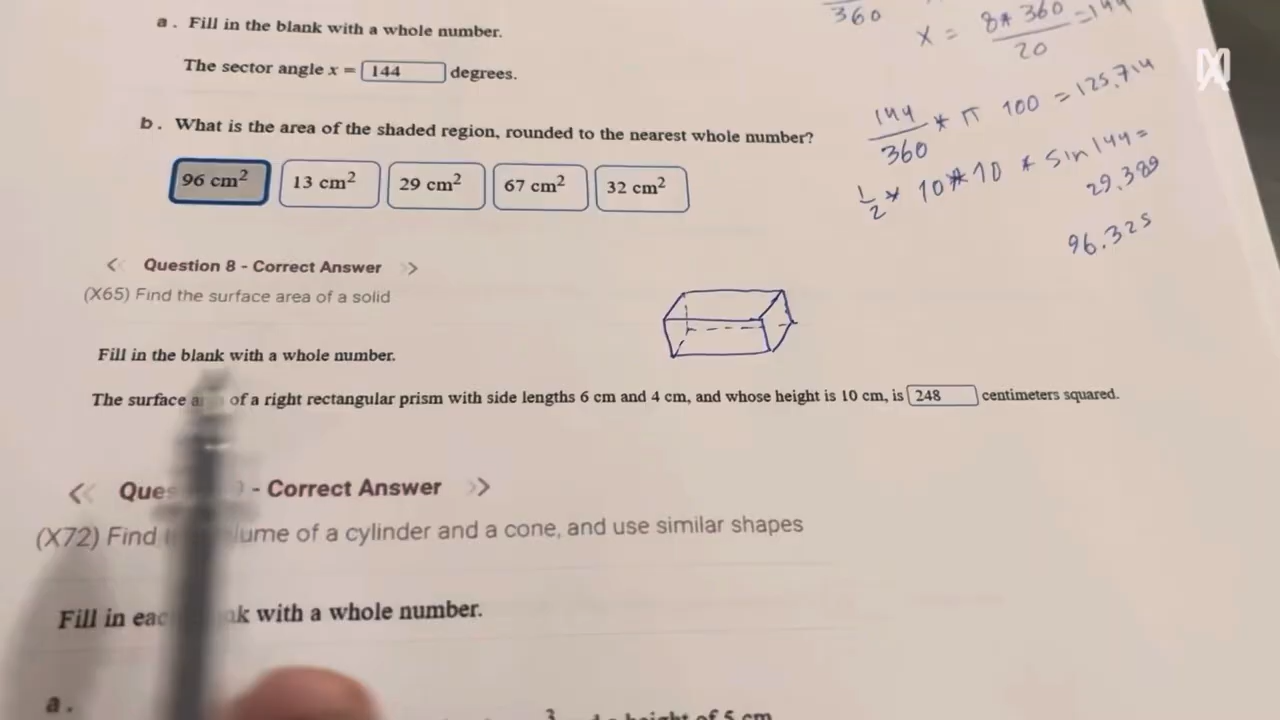 a. Fill in the blank with a whole number.
The sector angle x = 144 degrees.
b. What is the area of the shaded region, rounded to the nearest whole number?
96 cm² 13 cm² 29 cm² 67 cm² 32 cm²
360
x = 8* 360 / 20 = 144
144 / 360 * π 100 = 125.714
1/2 * 10*10 * sin 144 =
29.389
96.325
<< Question 8 - Correct Answer >>
(X65) Find the surface area of a solid
Fill in the blank with a whole number.
The surface of a right rectangular prism with side lengths 6 cm and 4 cm, and whose height is 10 cm, is 248 centimeters squared.
<< - Correct Answer >>
(X72) Find of a cylinder and a cone, and use similar shapes
Fill in with a whole number.
a.
height of 5 cm